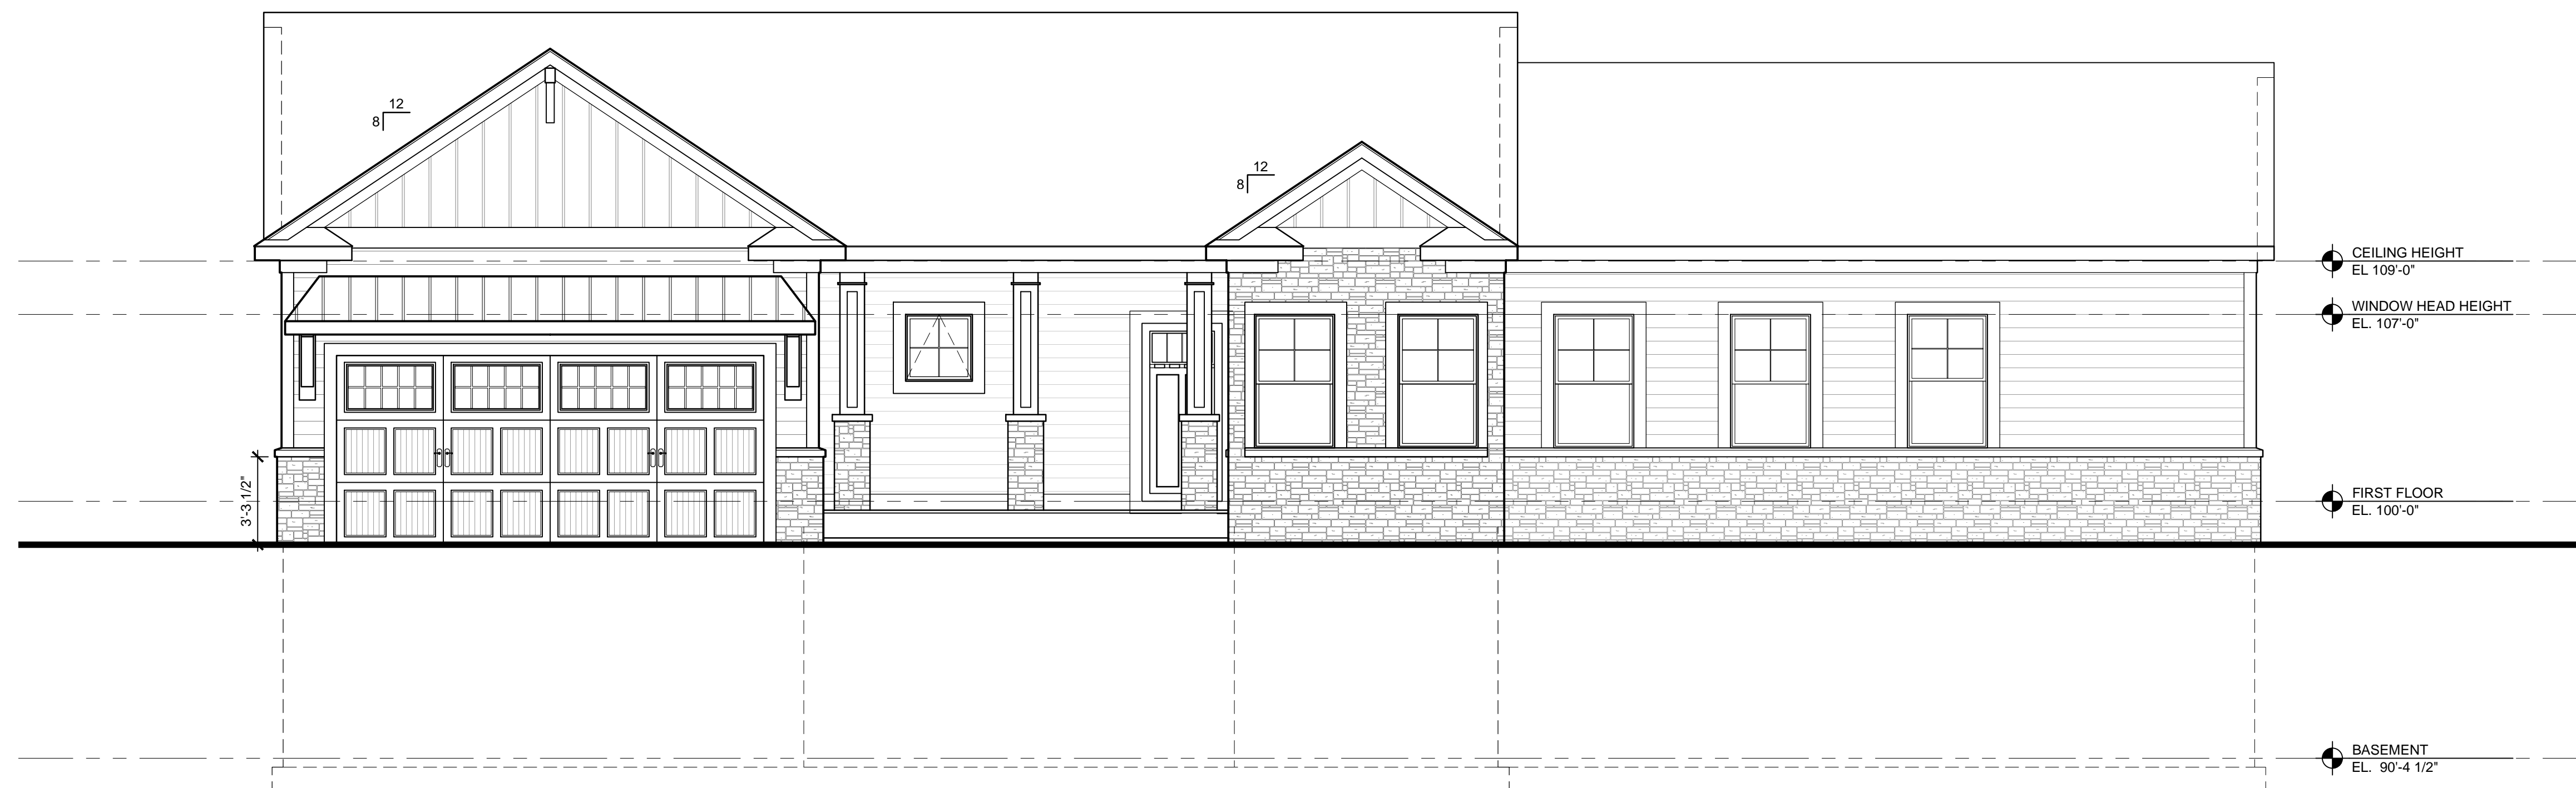 12
8
12
8
CEILING HEIGHT
EL 109'-0"
WINDOW HEAD HEIGHT
EL. 107'-0"
3'-3 1/2"
FIRST FLOOR
EL. 100'-0"
BASEMENT
EL. 90'-4 1/2"